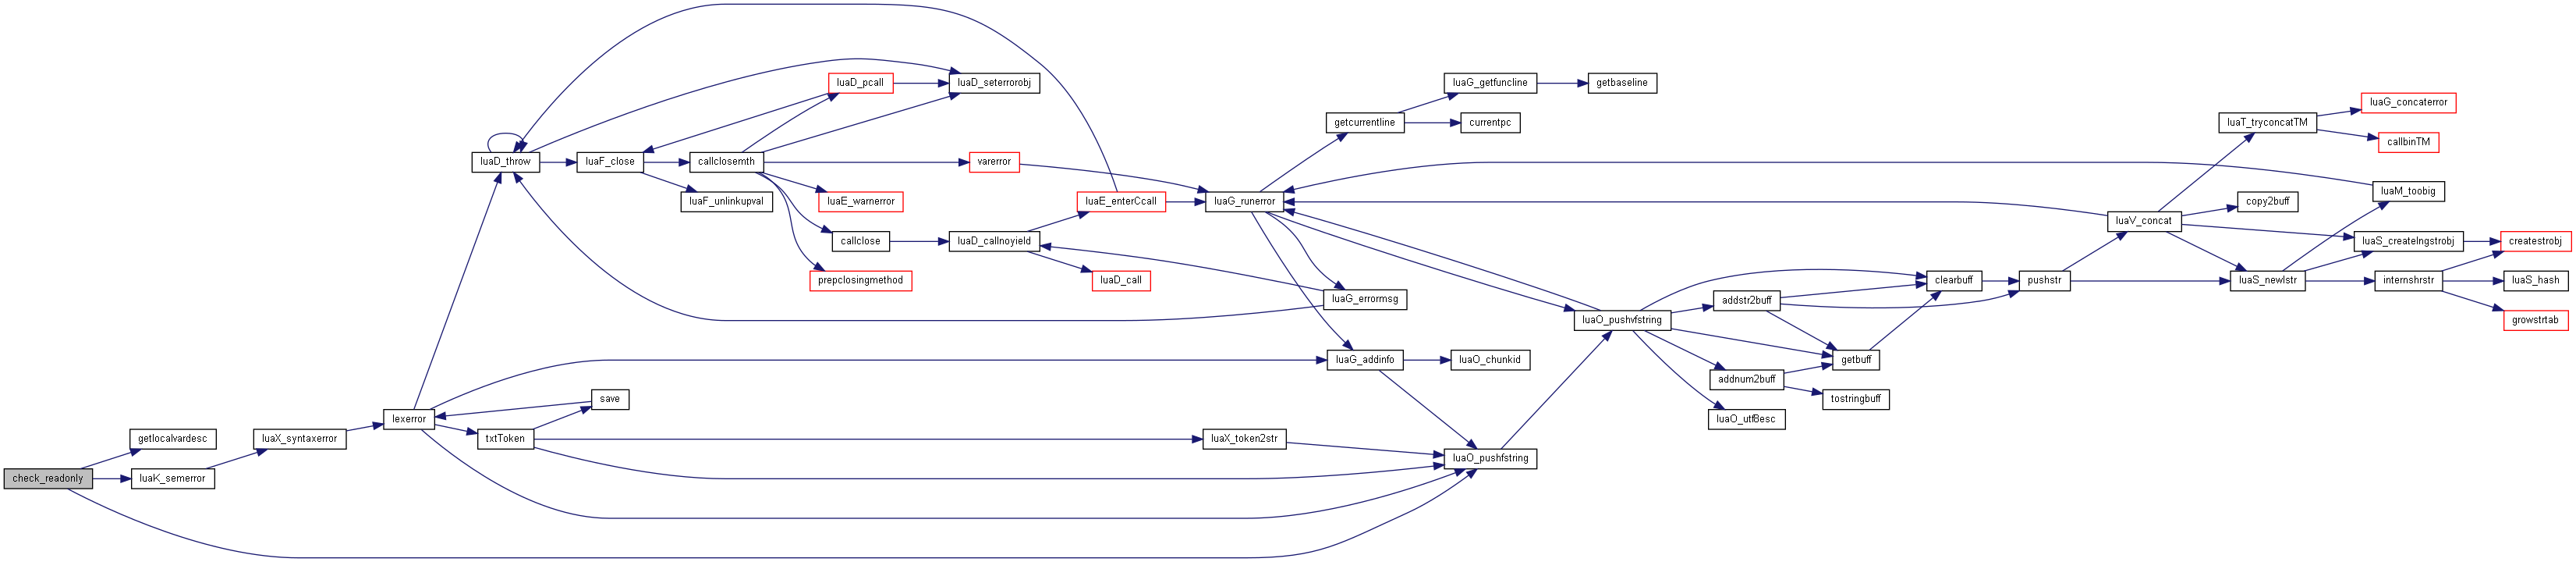 check_readonly
getlocalvardesc
luaK_semerror
luaX_syntaxerror
lexerror
luaD_throw
txtToken
save
luaX_token2str
luaF_close
luaF_unlinkupval
callclosemth
luaD_pcall
luaD_seterrorobj
varerror
luaE_warnerror
callclose
prepclosingmethod
luaD_callnoyield
luaE_enterCcall
luaD_call
luaG_runerror
getcurrentline
luaG_getfuncline
getbaseline
currentpc
luaG_errormsg
luaG_addinfo
luaO_chunkid
luaO_pushfstring
luaO_pushvfstring
addstr2buff
addnum2buff
luaO_utf8esc
getbuff
tostringbuff
clearbuff
pushstr
luaV_concat
luaT_tryconcatTM
luaG_concaterror
callbinTM
copy2buff
luaM_toobig
luaS_createlngstrobj
createstrobj
luaS_newlstr
internshrstr
luaS_hash
growstrtab